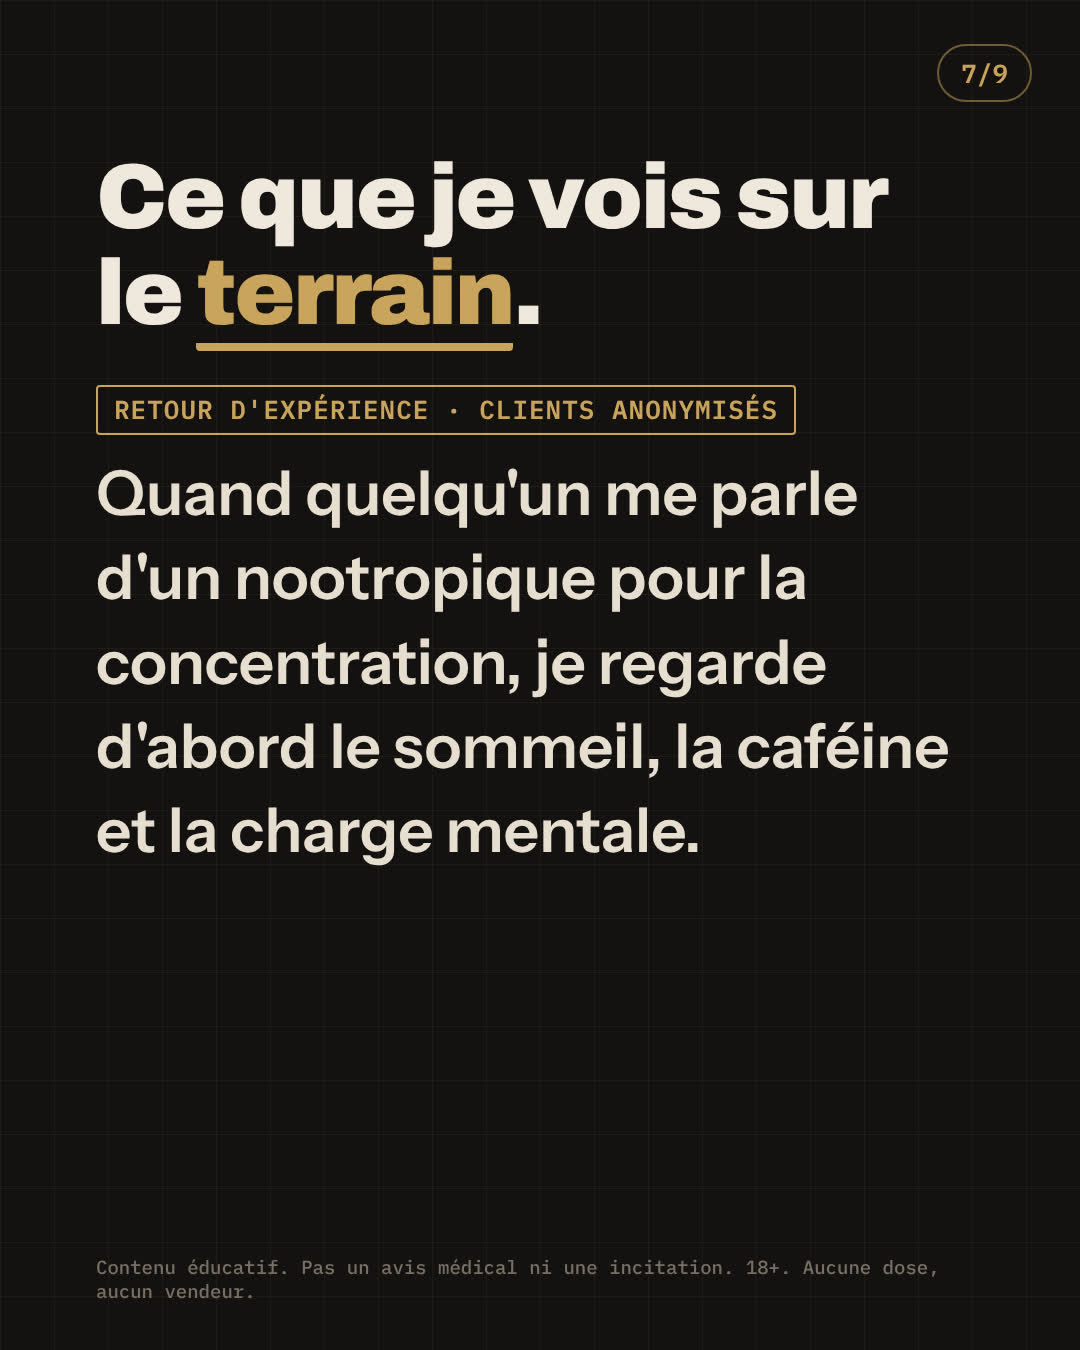 7/9
Ce que je vois sur
le terrain.
RETOUR D'EXPÉRIENCE · CLIENTS ANONYMISÉS
Quand quelqu'un me parle
d'un nootropique pour la
concentration, je regarde
d'abord le sommeil, la caféine
et la charge mentale.
Contenu éducatif. Pas un avis médical ni une incitation. 18+. Aucune dose,
aucun vendeur.